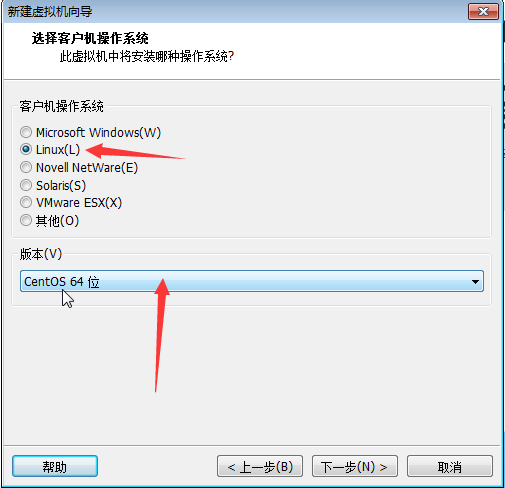 新建虚拟机向导
选择客户机操作系统
此虚拟机中将安装哪种操作系统?
客户机操作系统
Microsoft Windows(W)
Linux(L)
Novell NetWare(E)
Solaris(S)
VMware ESX(X)
其他(O)
版本(V)
CentOS 64 位
帮助
< 上一步(B)
下一步(N) >
取消